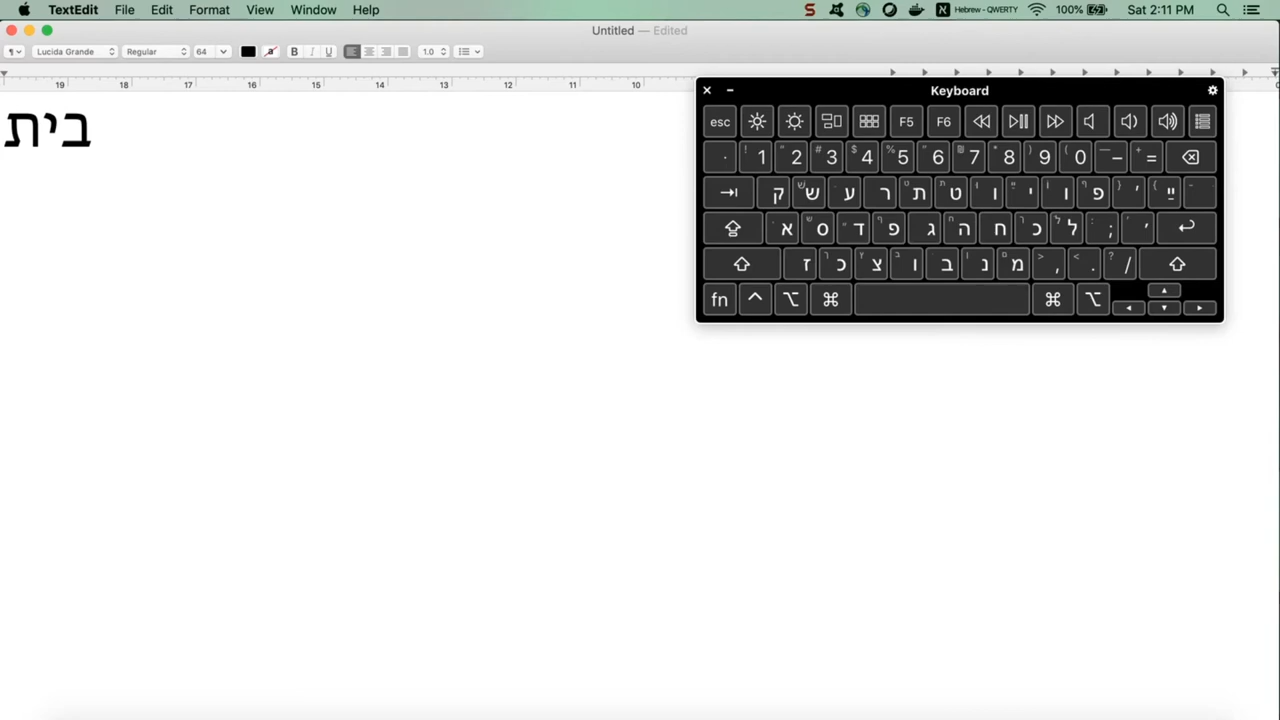 TextEdit File Edit Format View Window Help
Hebrew - QWERTY 100% Sat 2:11 PM
Untitled — Edited
¶ Lucida Grande Regular 64 a B I U 1.0
19 18 17 16 15 14 13 12 11 10
בית
Keyboard
esc F5 F6
! 1 " 2 # 3 $ 4 % 5 " 6 ₪ 7 * 8 ) 9 ( 0 — – + =
ק שׁ ש ע ר ט ת ת ט ו וּ י ו ף פ } ׳ { ײַ
א שׂ ס ״ ד ף פ ג ח ה ח ך כ ל : ; ״ ׳
ז ך כ ץ צ ו ב ן נ ם מ > , < . ? /
fn